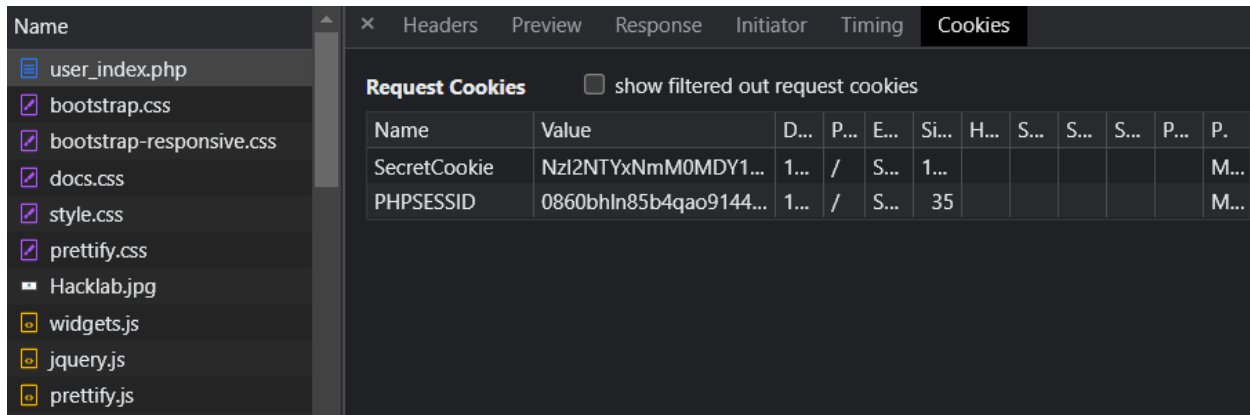 Name
user_index.php
bootstrap.css
bootstrap-responsive.css
docs.css
style.css
prettify.css
Hacklab.jpg
widgets.js
jquery.js
prettify.js
× Headers Preview Response Initiator Timing Cookies
Request Cookies show filtered out request cookies
Name Value D... P... E... Si... H... S... S... S... P... P.
SecretCookie NzI2NTYxNmM0MDY1... 1... / S... 1... M...
PHPSESSID 0860bhln85b4qao9144... 1... / S... 35 M...